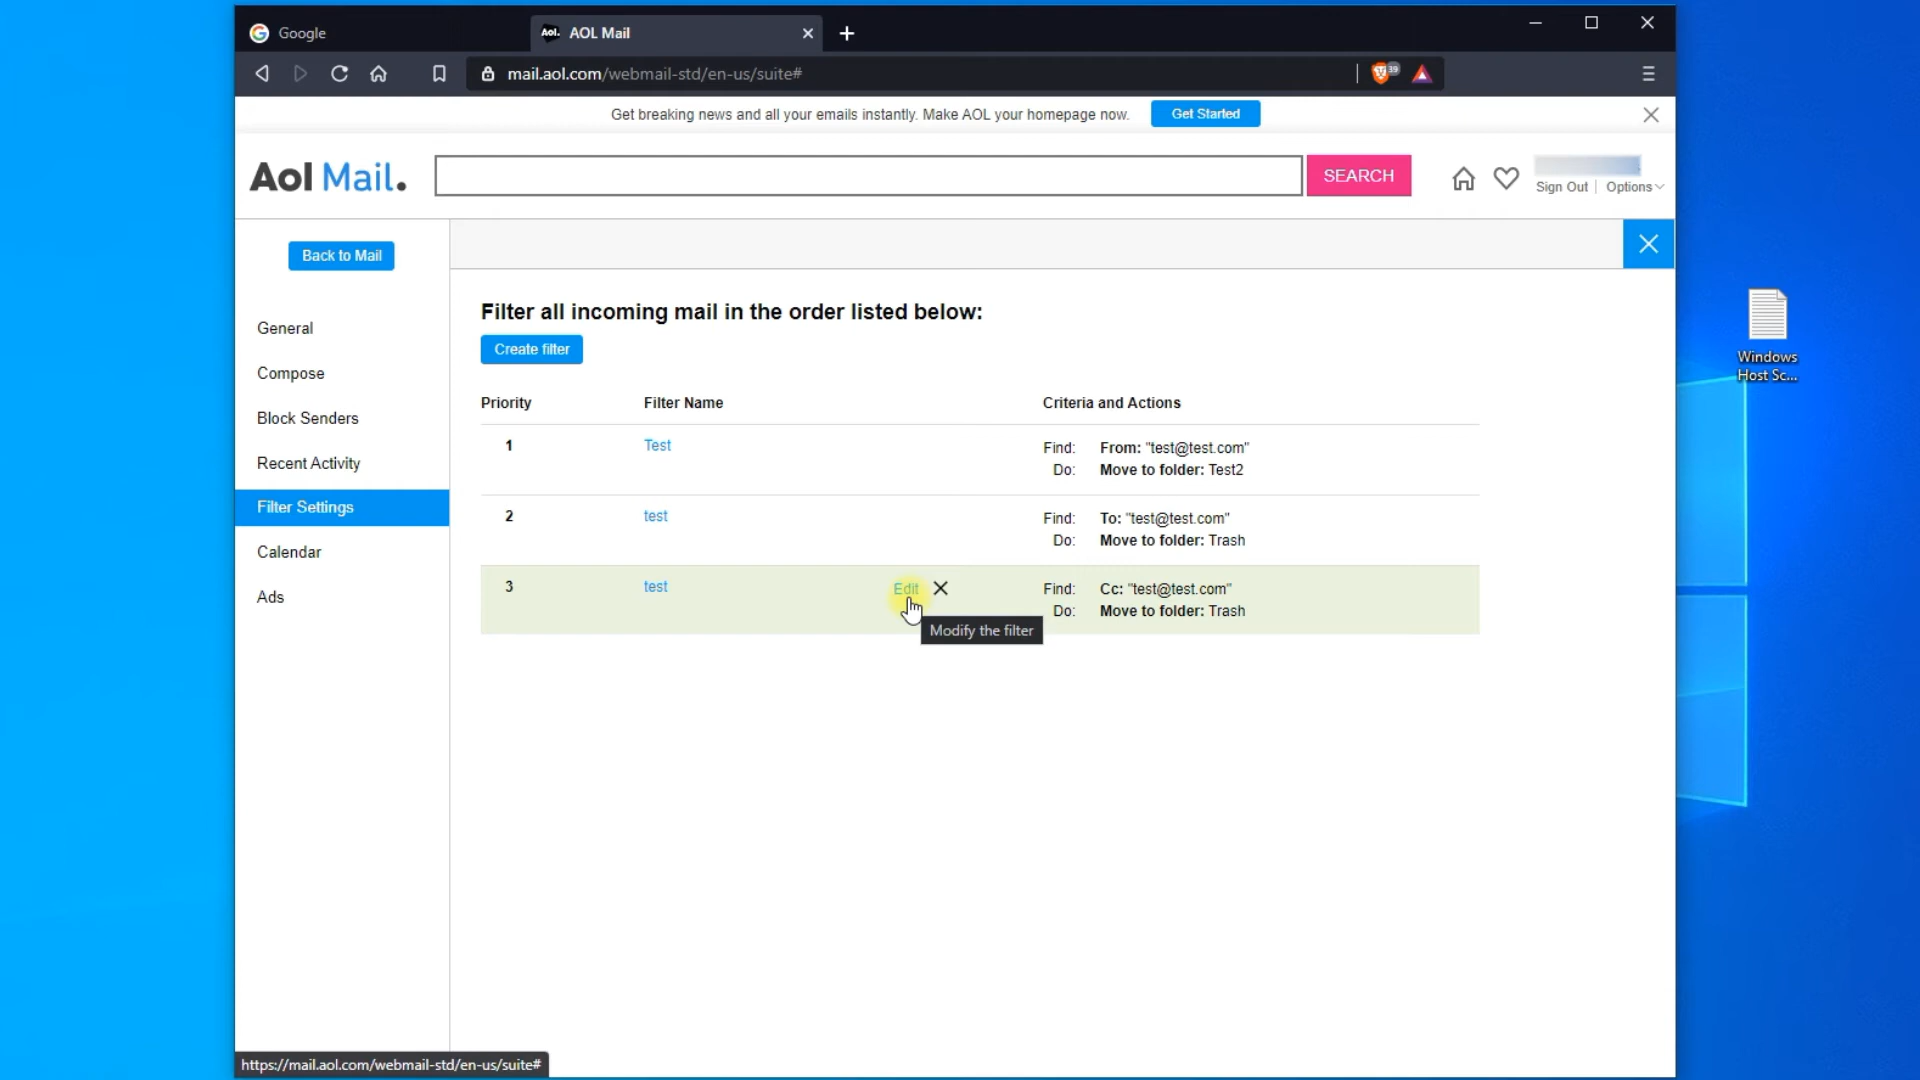 Google
Aol. AOL Mail
mail.aol.com/webmail-std/en-us/suite#
39
Get breaking news and all your emails instantly. Make AOL your homepage now. Get Started
Aol Mail.
SEARCH
Sign Out | Options
Back to Mail
General
Compose
Block Senders
Recent Activity
Filter Settings
Calendar
Ads
Filter all incoming mail in the order listed below:
Create filter
Priority Filter Name Criteria and Actions
1 Test Find: From: "test@test.com"
Do: Move to folder: Test2
2 test Find: To: "test@test.com"
Do: Move to folder: Trash
3 test Edit Find: Cc: "test@test.com"
Do: Move to folder: Trash
Modify the filter
Windows
Host Sc...
https://mail.aol.com/webmail-std/en-us/suite#